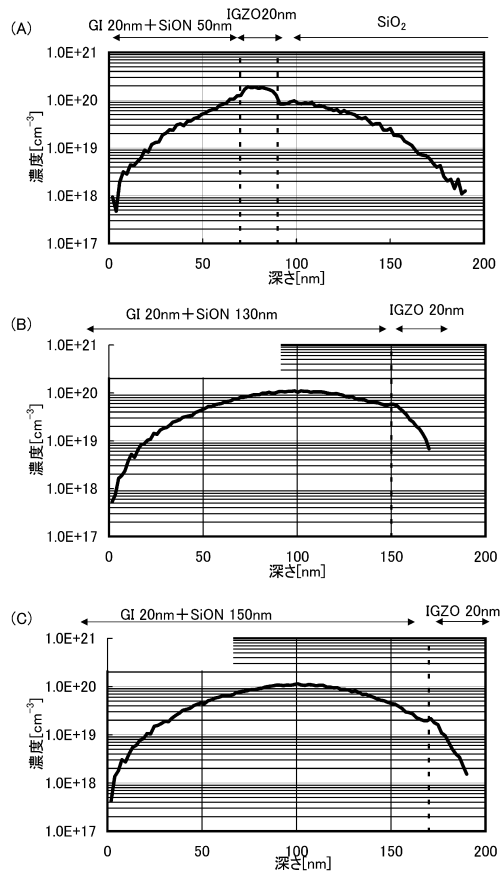 (A)
GI 20nm+SiON 50nm
IGZO20nm
SiO₂
1.0E+21
1.0E+20
1.0E+19
1.0E+18
1.0E+17
濃度[cm⁻³]
0 50 100 150 200
深さ[nm]
(B)
GI 20nm+SiON 130nm
IGZO 20nm
1.0E+21
1.0E+20
1.0E+19
1.0E+18
1.0E+17
濃度[cm⁻³]
0 50 100 150 200
深さ[nm]
(C)
GI 20nm+SiON 150nm
IGZO 20nm
1.0E+21
1.0E+20
1.0E+19
1.0E+18
1.0E+17
濃度[cm⁻³]
0 50 100 150 200
深さ[nm]